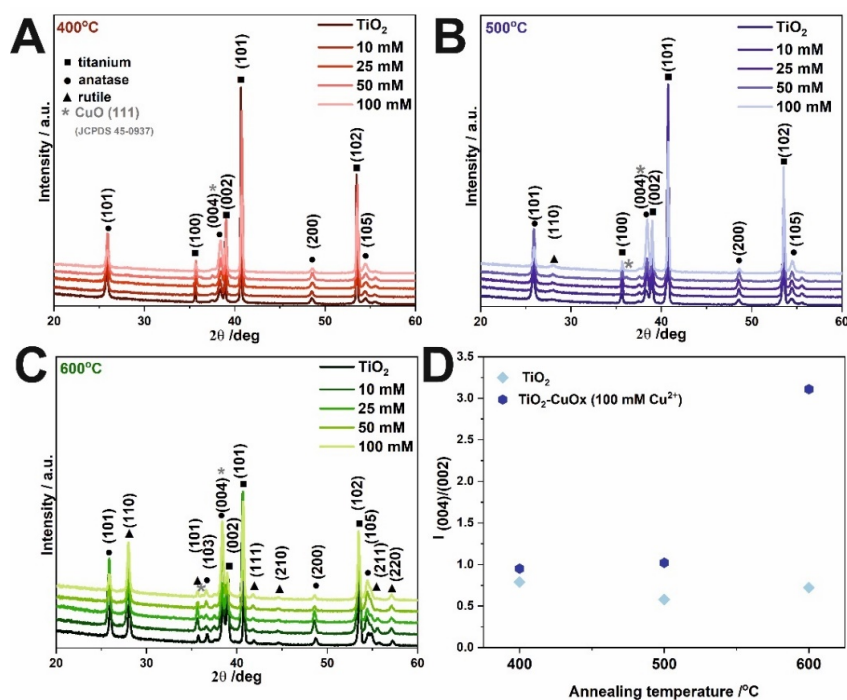 A
400°C
■ titanium
● anatase
▲ rutile
* CuO (111)
(JCPDS 45-0937)
TiO₂
10 mM
25 mM
50 mM
100 mM
(101)
(100)
(004)
*
(002)
(101)
(200)
(102)
(105)
Intensity / a.u.
20 30 40 50 60
2θ /deg
B
500°C
TiO₂
10 mM
25 mM
50 mM
100 mM
(101)
(110)
(100)
*
(004)
*
(002)
(101)
(200)
(102)
(105)
Intensity / a.u.
20 30 40 50 60
2θ /deg
C
600°C
TiO₂
10 mM
25 mM
50 mM
100 mM
(101)
(110)
(101)
*
(103)
(004)
*
(002)
(101)
(111)
(210)
(200)
(102)
(105)
(211)
(220)
Intensity / a.u.
20 30 40 50 60
2θ /deg
D
TiO₂
TiO₂-CuOx (100 mM Cu²⁺)
I (004)/(002)
3.5
3.0
2.5
2.0
1.5
1.0
0.5
0.0
400 500 600
Annealing temperature /°C